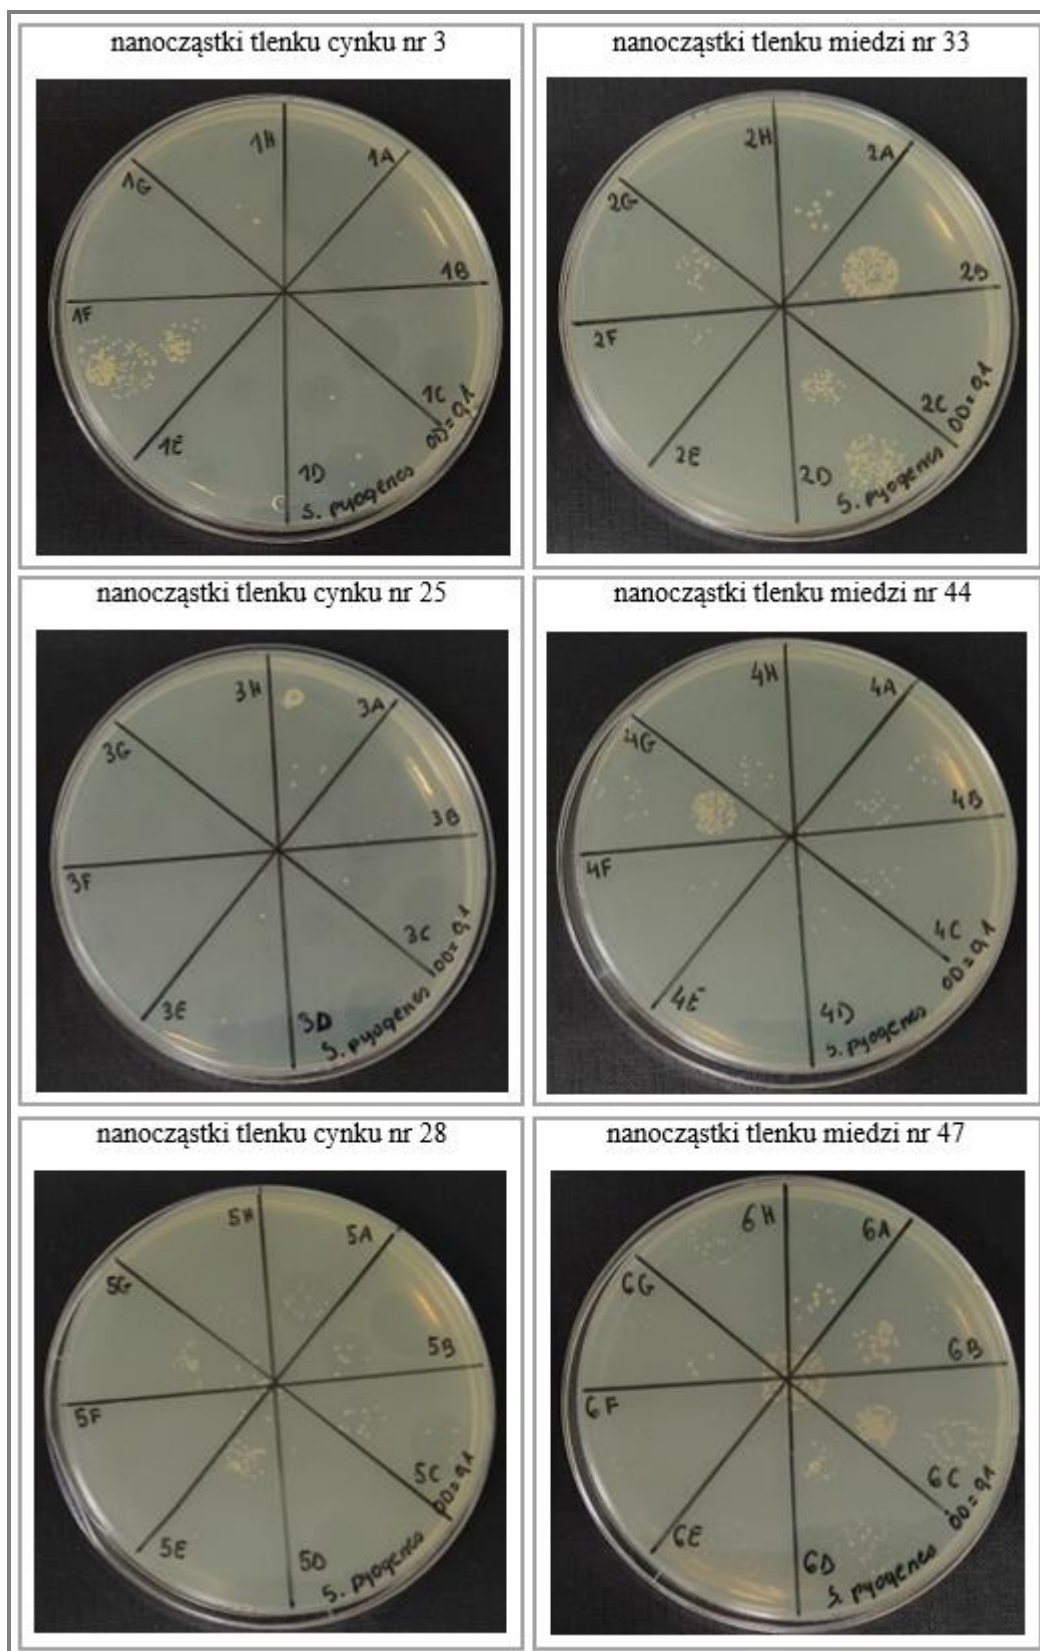 nanocząstki tlenku cynku nr 3
1H
1A
1G
1B
1F
1C
1E
1D
OD=0,1
S. pyogenes
nanocząstki tlenku miedzi nr 33
2H
2A
2G
2B
2F
2C
2E
2D
OD=0,1
S. pyogenes
nanocząstki tlenku cynku nr 25
3H
3A
3G
3B
3F
3C
3E
3D
OD=0,1
S. pyogenes
nanocząstki tlenku miedzi nr 44
4H
4A
4G
4B
4F
4C
4E
4D
OD=0,1
S. pyogenes
nanocząstki tlenku cynku nr 28
5H
5A
5G
5B
5F
5C
5E
5D
OD=0,1
S. pyogenes
nanocząstki tlenku miedzi nr 47
6H
6A
6G
6B
6F
6C
6E
6D
OD=0,1
S. pyogenes